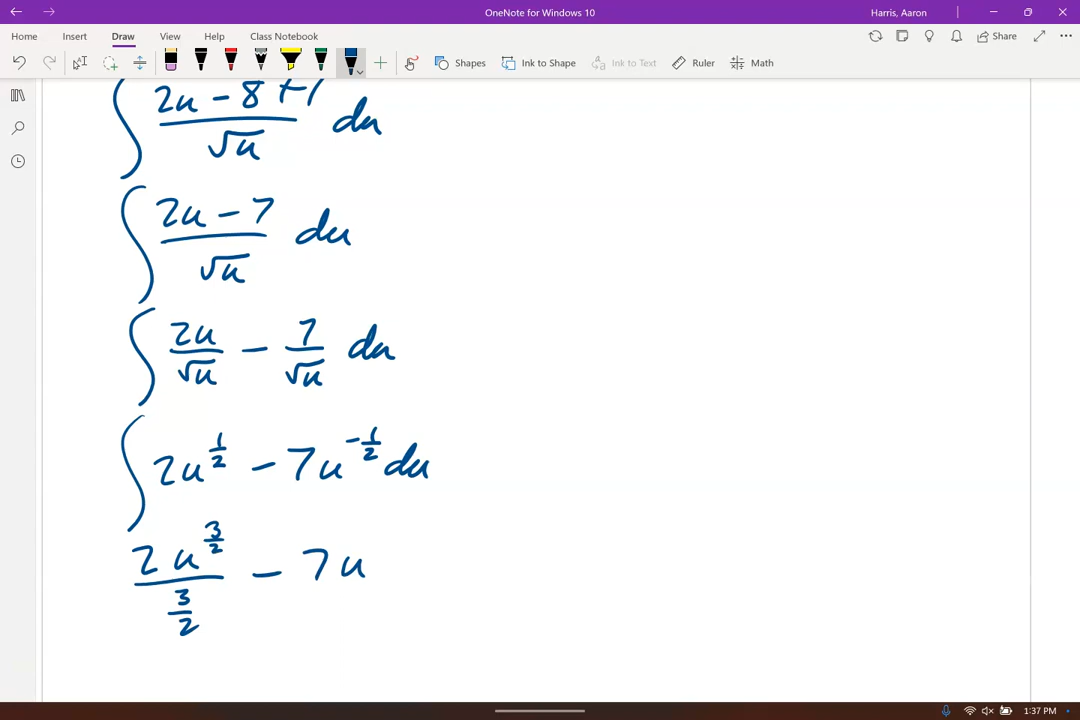 OneNote for Windows 10
Harris, Aaron
Home Insert Draw View Help Class Notebook
Share
Shapes Ink to Shape Ink to Text Ruler Math
∫ (2u - 8 + 1)/√u du
∫ (2u - 7)/√u du
∫ 2u/√u - 7/√u du
∫ 2u^(1/2) - 7u^(-1/2) du
2u^(3/2)/(3/2) - 7u
1:37 PM